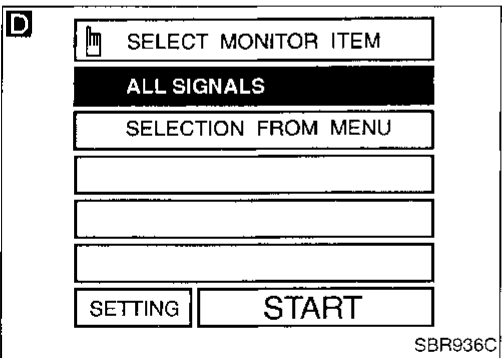 D
SELECT MONITOR ITEM
ALL SIGNALS
SELECTION FROM MENU
SETTING START
SBR936C